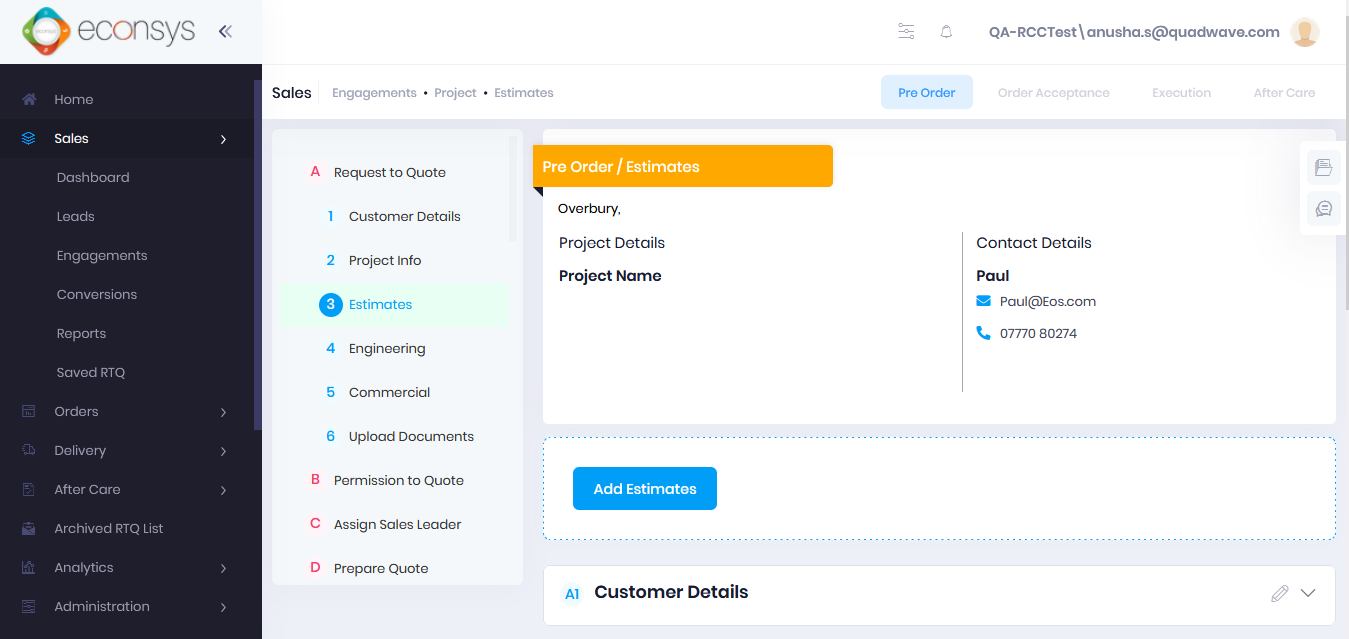 econsys
QA-RCCTest\anusha.s@quadwave.com
Home
Sales
Dashboard
Leads
Engagements
Conversions
Reports
Saved RTQ
Orders
Delivery
After Care
Archived RTQ List
Analytics
Administration
Sales
Engagements • Project • Estimates
Pre Order
Order Acceptance
Execution
After Care
A Request to Quote
1 Customer Details
2 Project Info
3 Estimates
4 Engineering
5 Commercial
6 Upload Documents
B Permission to Quote
C Assign Sales Leader
D Prepare Quote
Pre Order / Estimates
Overbury,
Project Details
Project Name
Contact Details
Paul
Paul@Eos.com
07770 80274
Add Estimates
A1 Customer Details